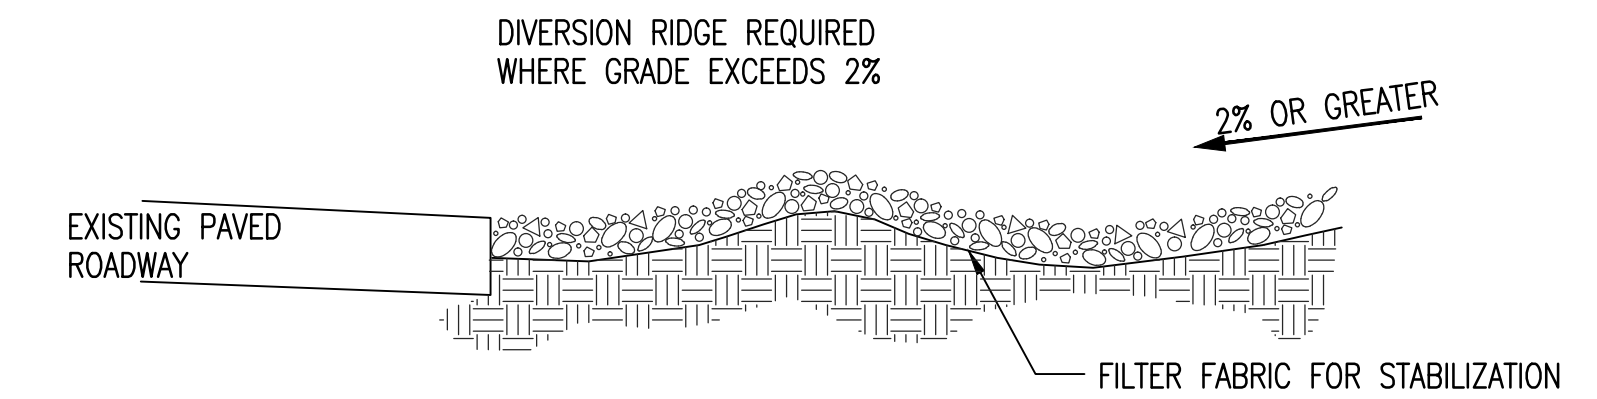 DIVERSION RIDGE REQUIRED
WHERE GRADE EXCEEDS 2%
2% OR GREATER
EXISTING PAVED
ROADWAY
FILTER FABRIC FOR STABILIZATION